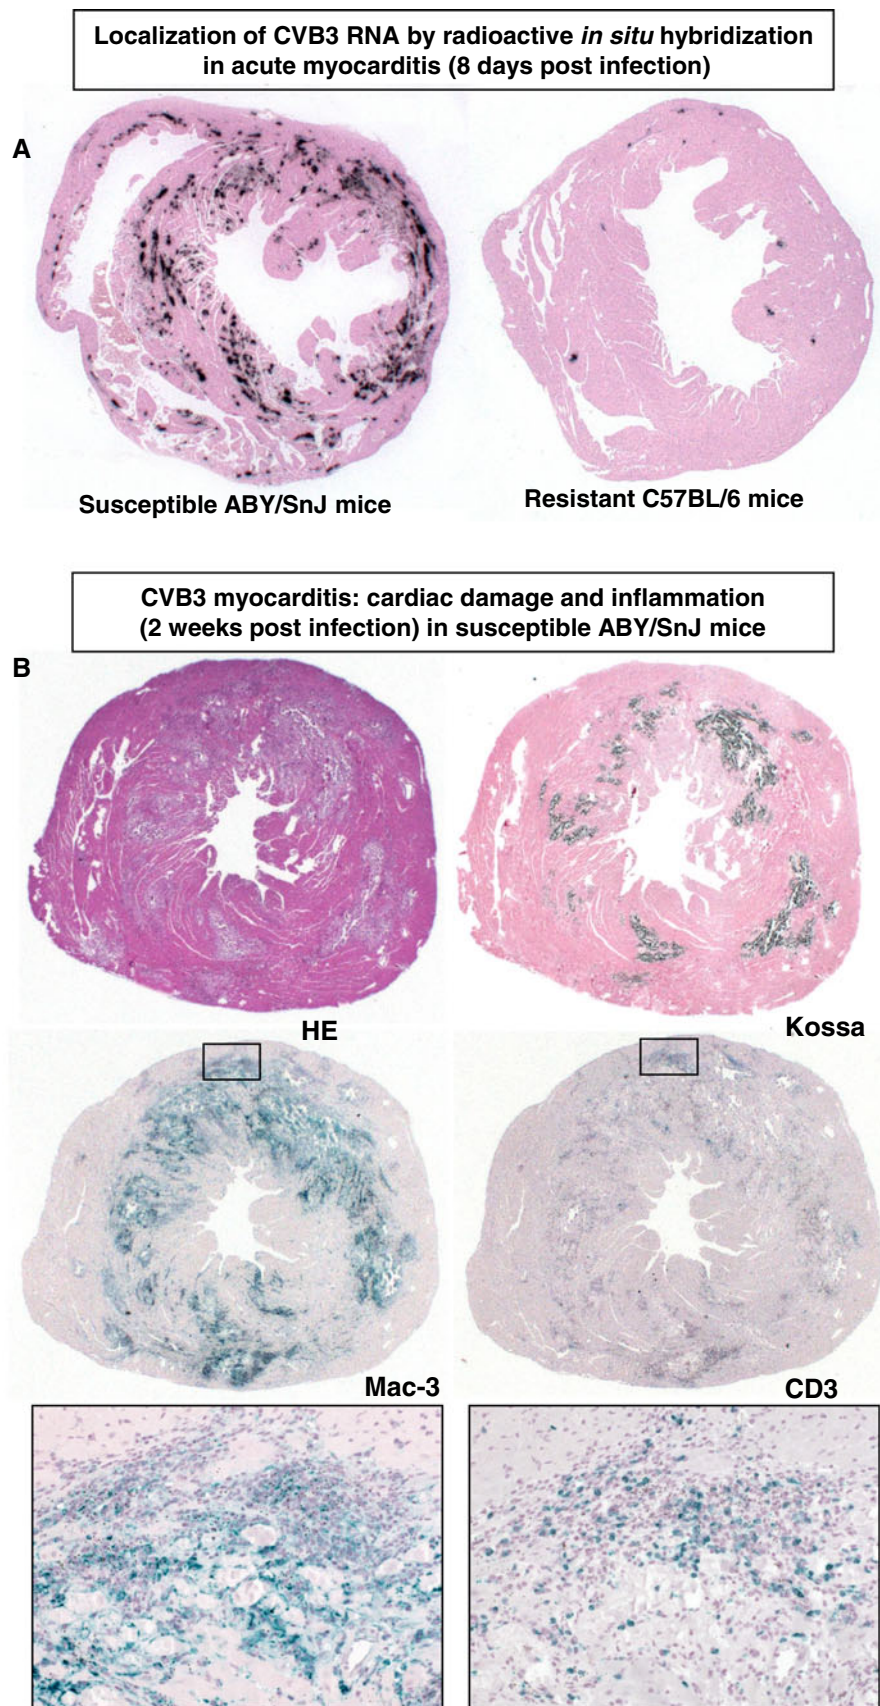 Localization of CVB3 RNA by radioactive in situ hybridization
in acute myocarditis (8 days post infection)
A
Susceptible ABY/SnJ mice
Resistant C57BL/6 mice
CVB3 myocarditis: cardiac damage and inflammation
(2 weeks post infection) in susceptible ABY/SnJ mice
B
HE
Kossa
Mac-3
CD3